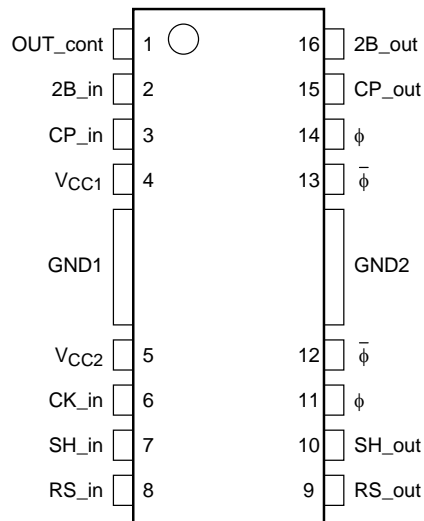 OUT_cont 1 16 2B_out
2B_in 2 15 CP_out
CP_in 3 14 ϕ
VCC1 4 13 ϕ̅
GND1 GND2
VCC2 5 12 ϕ̅
CK_in 6 11 ϕ
SH_in 7 10 SH_out
RS_in 8 9 RS_out